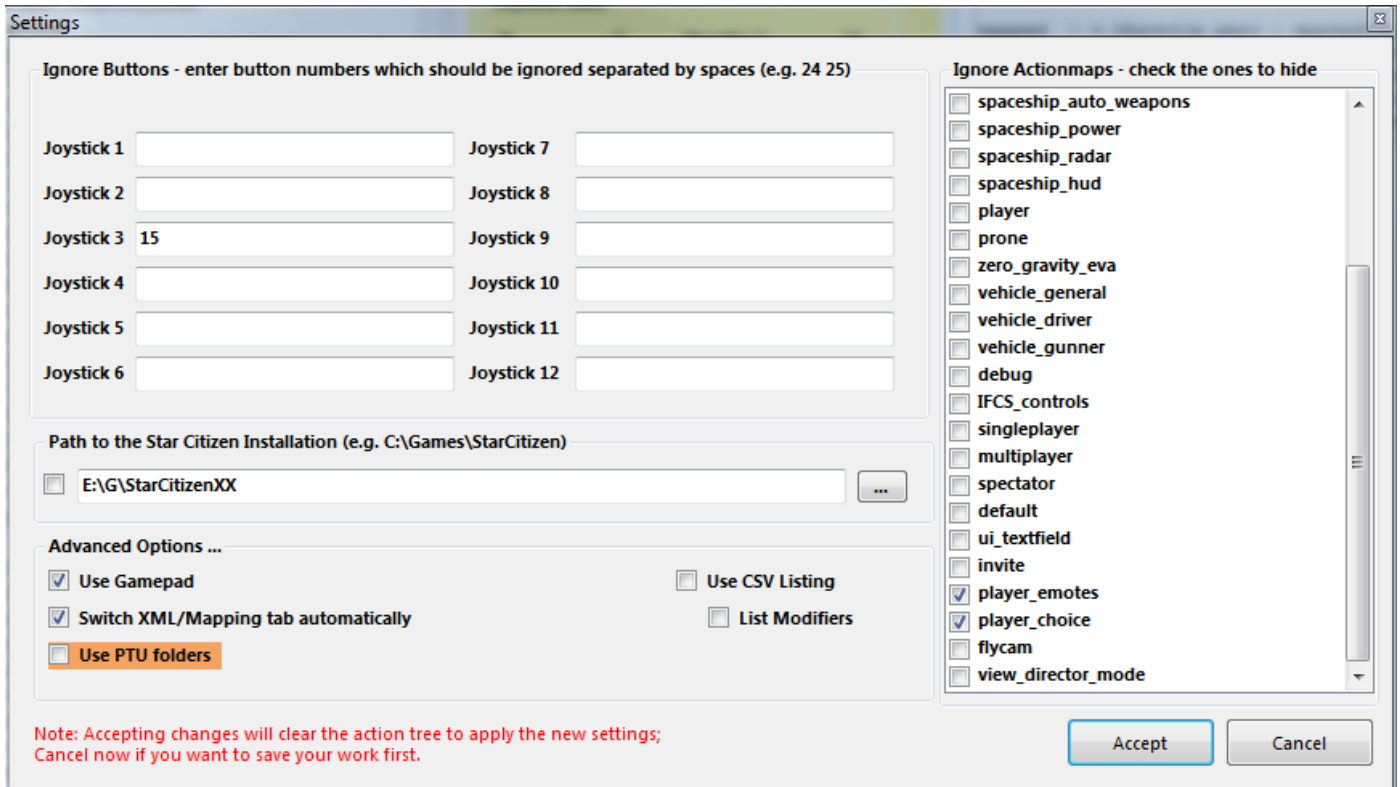 Settings
Ignore Buttons - enter button numbers which should be ignored separated by spaces (e.g. 24 25)
Joystick 1
Joystick 7
Joystick 2
Joystick 8
Joystick 3 15
Joystick 9
Joystick 4
Joystick 10
Joystick 5
Joystick 11
Joystick 6
Joystick 12
Path to the Star Citizen Installation (e.g. C:\Games\StarCitizen)
E:\G\StarCitizenXX
...
Advanced Options ...
Use Gamepad
Use CSV Listing
Switch XML/Mapping tab automatically
List Modifiers
Use PTU folders
Ignore Actionmaps - check the ones to hide
spaceship_auto_weapons
spaceship_power
spaceship_radar
spaceship_hud
player
prone
zero_gravity_eva
vehicle_general
vehicle_driver
vehicle_gunner
debug
IFCS_controls
singleplayer
multiplayer
spectator
default
ui_textfield
invite
player_emotes
player_choice
flycam
view_director_mode
Note: Accepting changes will clear the action tree to apply the new settings;
Cancel now if you want to save your work first.
Accept
Cancel